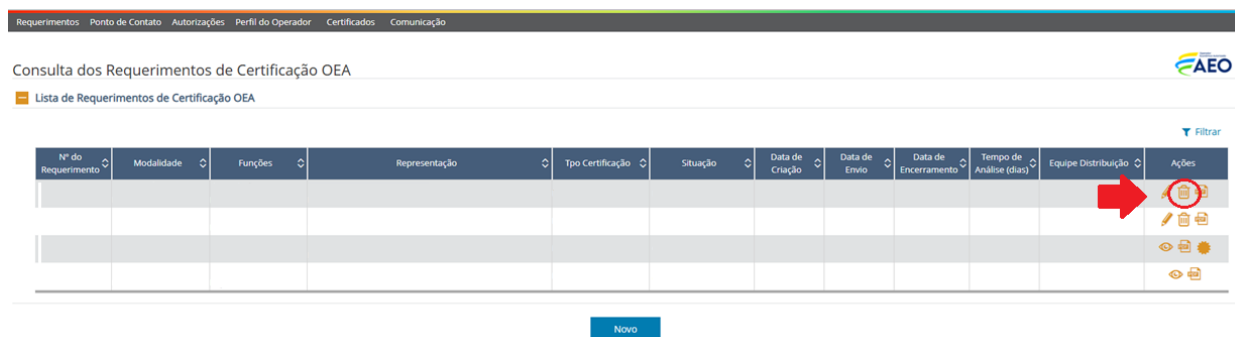 Requerimentos Ponto de Contato Autorizações Perfil do Operador Certificados Comunicação
AEO
Consulta dos Requerimentos de Certificação OEA
Lista de Requerimentos de Certificação OEA
Filtrar
Nº do Requerimento Modalidade Funções Representação Tpo Certificação Situação Data de Criação Data de Envio Data de Encerramento Tempo de Análise (dias) Equipe Distribuição Ações
Novo